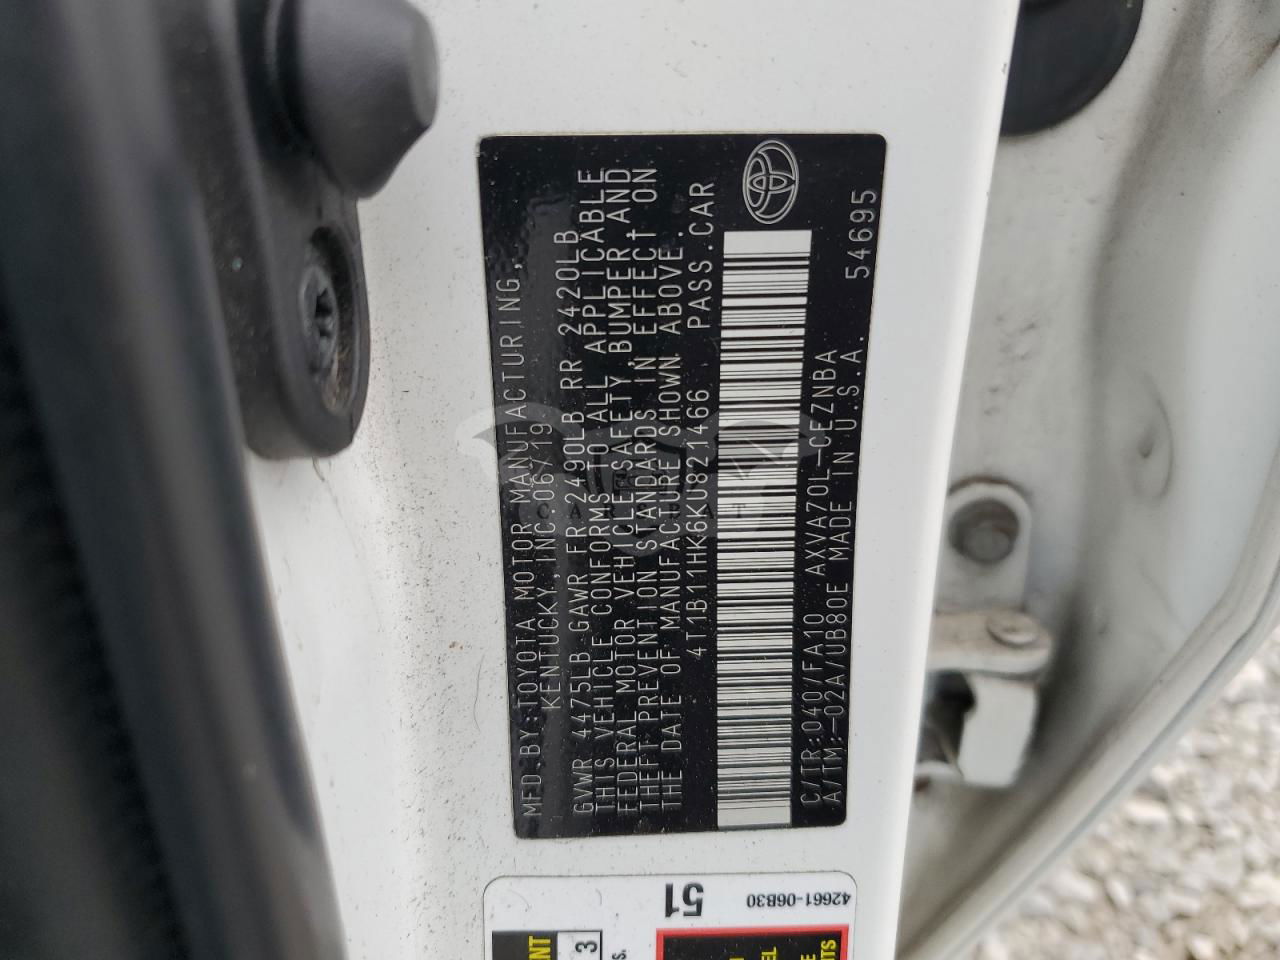 MFD.BY:TOYOTA MOTOR MANUFACTURING,
KENTUCKY,INC.06/19
GVWR 4475LB GAWR FR 2490LB RR 2420LB
THIS VEHICLE CONFORMS TO ALL APPLICABLE
FEDERAL MOTOR VEHICLE SAFETY,BUMPER,AND
THEFT PREVENTION STANDARDS IN EFFECT ON
THE DATE OF MANUFACTURE SHOWN ABOVE.
4T1B11HK6KU821466 PASS.CAR
C/TR:040/FA10 AXVA70L-CEZNBA
A/TM:-02A/UB80E MADE IN U.S.A. 54695
51
42661-06B30
3